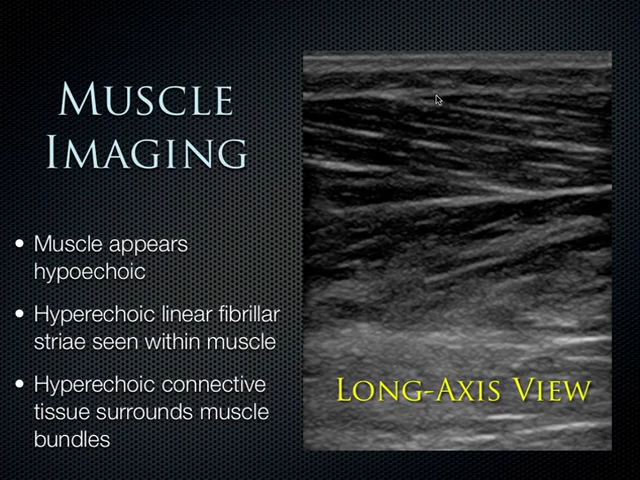 MUSCLE
IMAGING
• Muscle appears
hypoechoic
• Hyperechoic linear fibrillar
striae seen within muscle
• Hyperechoic connective
tissue surrounds muscle
bundles
LONG-AXIS VIEW